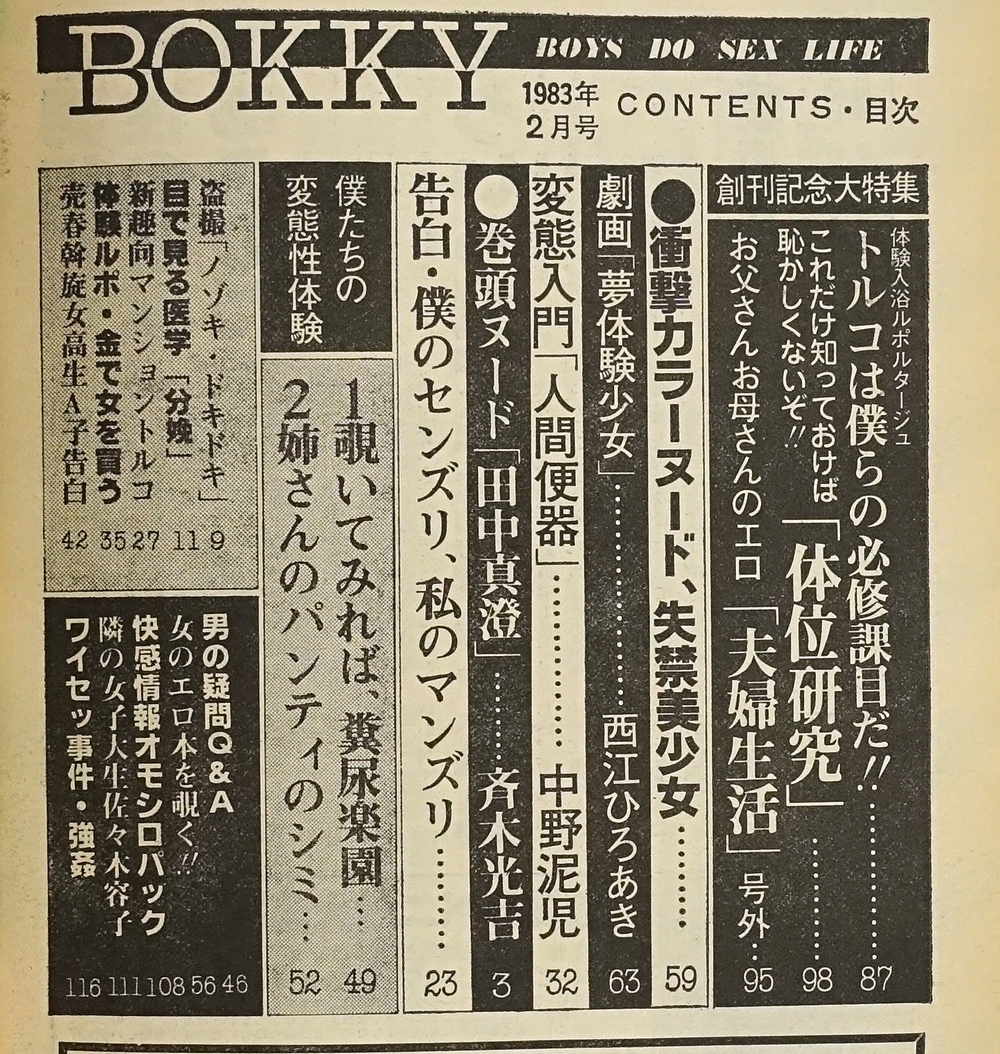 BOKKY
BOYS DO SEX LIFE
1983年
2月号
CONTENTS・目次
創刊記念大特集
体験入浴ルポルタージュ
トルコは僕らの必修課目だ!!……87
これだけ知っておけば
恥かしくないぞ!!
「体位研究」……98
お父さんお母さんのエロ「夫婦生活」号外…95
●衝撃カラーヌード、失禁美少女……59
劇画「夢体験少女」……西江ひろあき 63
変態入門「人間便器」……中野泥児 32
●巻頭ヌード「田中真澄」……斉木光吉 3
告白・僕のセンズリ、私のマンズリ……23
僕たちの
変態性体験
1覗いてみれば、糞尿楽園…49
2姉さんのパンティのシミ…52
盗撮「ノゾキ・ドキドキ」9
目で見る医学「分娩」11
新趣向マンショントルコ 27
体験ルポ・金で女を買う 35
売春斡旋女高生A子告白 42
男の疑問Q&A 46
女のエロ本を覗く!! 56
快感情報オモシロパック 108
隣の女子大生佐々木容子 111
ワイセツ事件・強姦 116